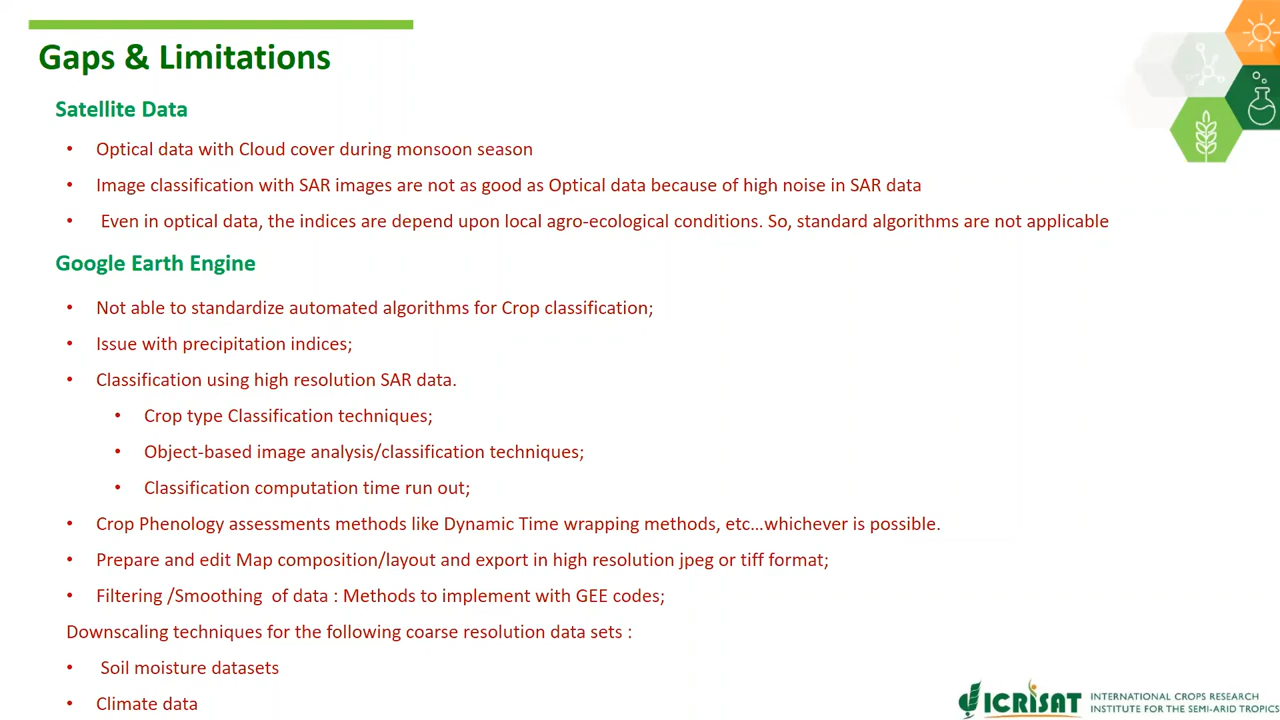 Gaps & Limitations
Satellite Data
• Optical data with Cloud cover during monsoon season
• Image classification with SAR images are not as good as Optical data because of high noise in SAR data
• Even in optical data, the indices are depend upon local agro-ecological conditions. So, standard algorithms are not applicable
Google Earth Engine
• Not able to standardize automated algorithms for Crop classification;
• Issue with precipitation indices;
• Classification using high resolution SAR data.
• Crop type Classification techniques;
• Object-based image analysis/classification techniques;
• Classification computation time run out;
• Crop Phenology assessments methods like Dynamic Time wrapping methods, etc...whichever is possible.
• Prepare and edit Map composition/layout and export in high resolution jpeg or tiff format;
• Filtering /Smoothing of data : Methods to implement with GEE codes;
Downscaling techniques for the following coarse resolution data sets :
• Soil moisture datasets
• Climate data
ICRISAT
INTERNATIONAL CROPS RESEARCH
INSTITUTE FOR THE SEMI-ARID TROPICS